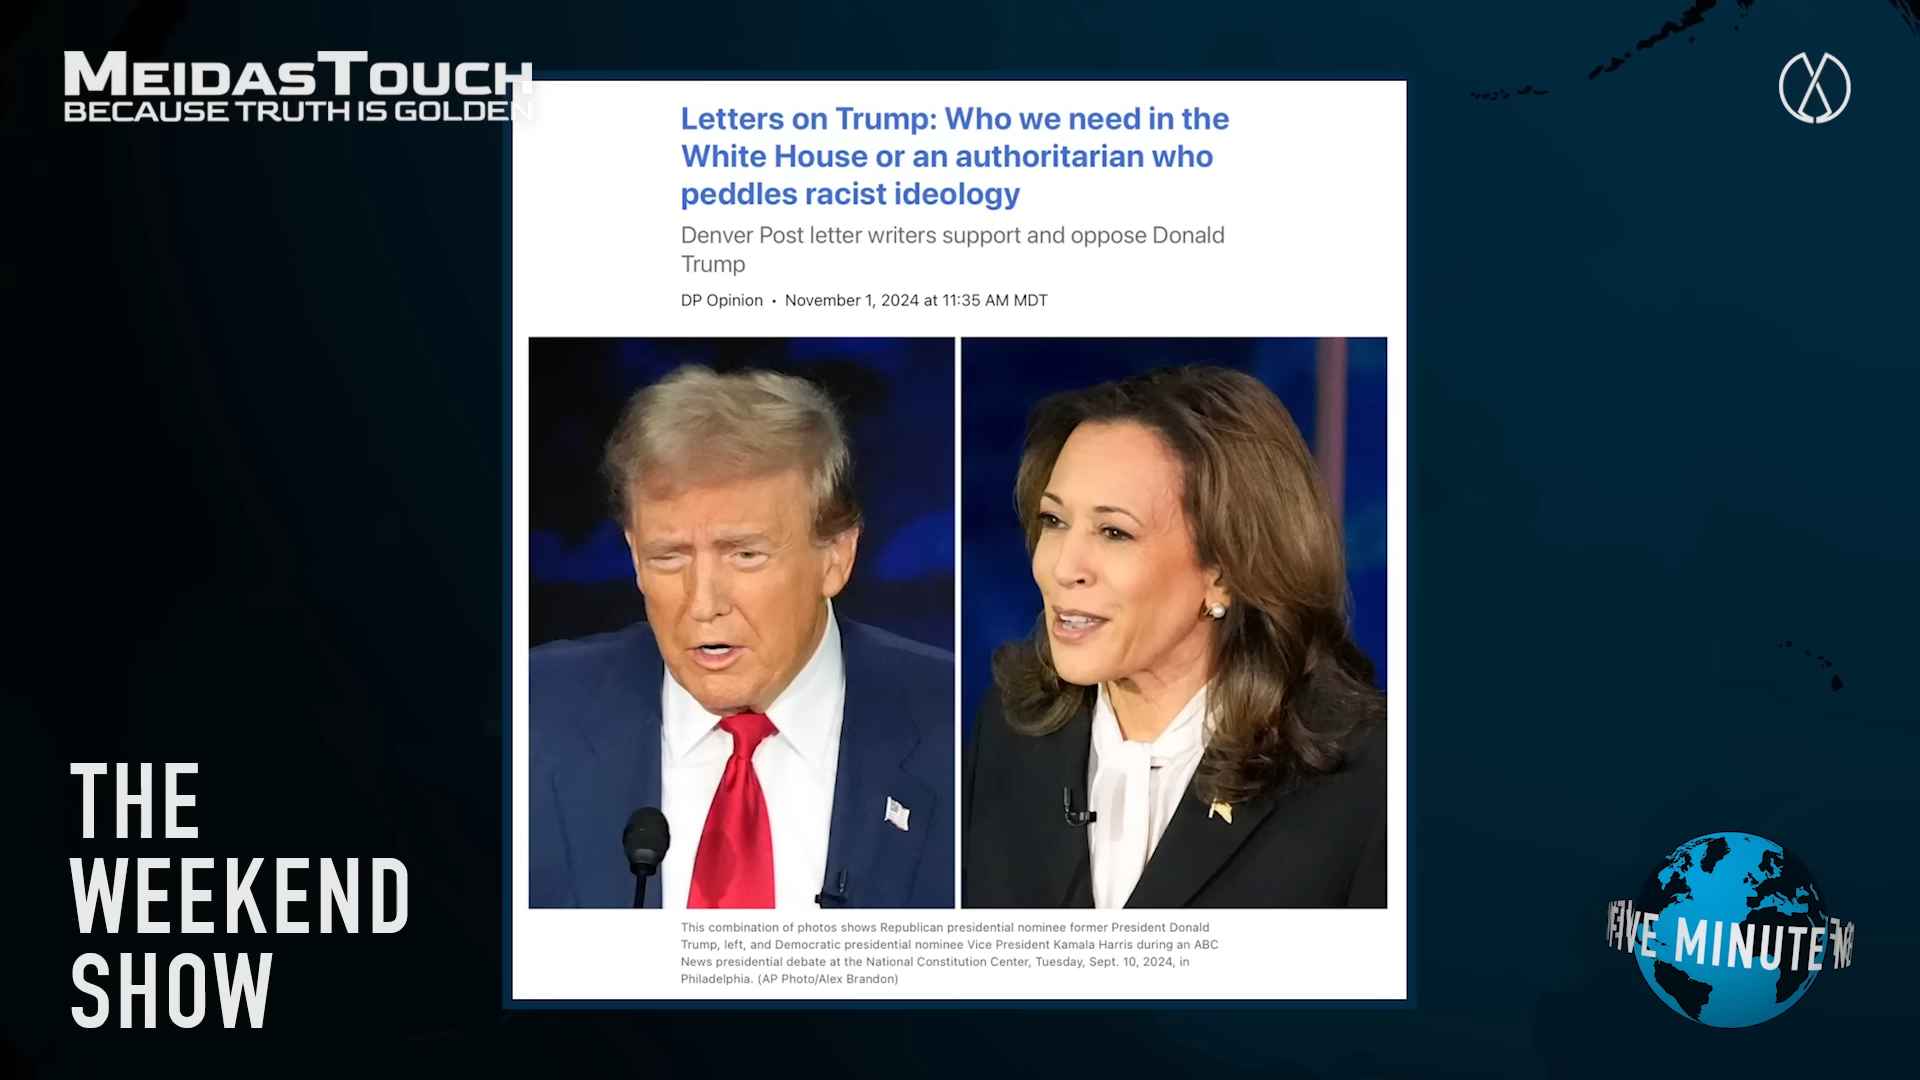 MEIDASTOUCH
BECAUSE TRUTH IS GOLDEN
Letters on Trump: Who we need in the
White House or an authoritarian who
peddles racist ideology
Denver Post letter writers support and oppose Donald
Trump
DP Opinion • November 1, 2024 at 11:35 AM MDT
This combination of photos shows Republican presidential nominee former President Donald
Trump, left, and Democratic presidential nominee Vice President Kamala Harris during an ABC
News presidential debate at the National Constitution Center, Tuesday, Sept. 10, 2024, in
Philadelphia. (AP Photo/Alex Brandon)
THE
WEEKEND
SHOW
FIVE MINUTE